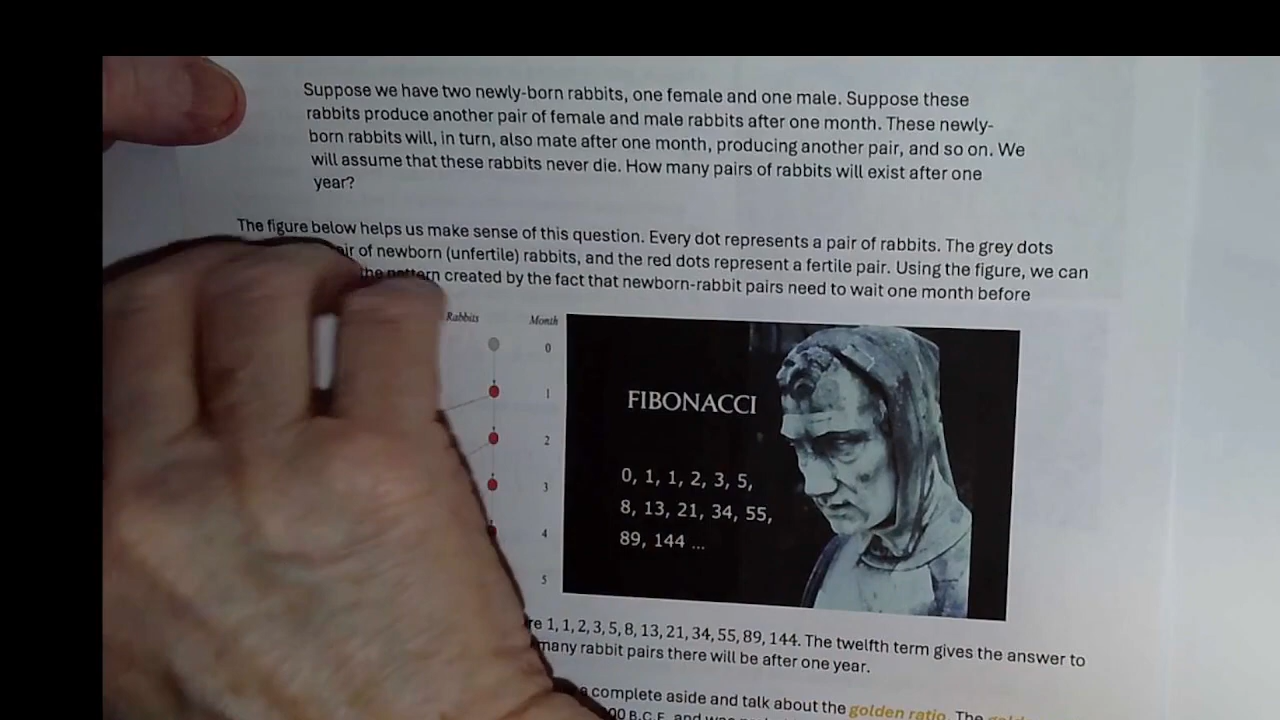 Suppose we have two newly-born rabbits, one female and one male. Suppose these
rabbits produce another pair of female and male rabbits after one month. These newly-
born rabbits will, in turn, also mate after one month, producing another pair, and so on. We
will assume that these rabbits never die. How many pairs of rabbits will exist after one
year?
The figure below helps us make sense of this question. Every dot represents a pair of rabbits. The grey dots
of newborn (unfertile) rabbits, and the red dots represent a fertile pair. Using the figure, we can
the pattern created by the fact that newborn-rabbit pairs need to wait one month before
Rabbits Month
0
1
2
3
4
5
FIBONACCI
0, 1, 1, 2, 3, 5,
8, 13, 21, 34, 55,
89, 144 ...
1, 1, 2, 3, 5, 8, 13, 21, 34, 55, 89, 144. The twelfth term gives the answer to
many rabbit pairs there will be after one year.
complete aside and talk about the golden ratio. The
B.C.E. and